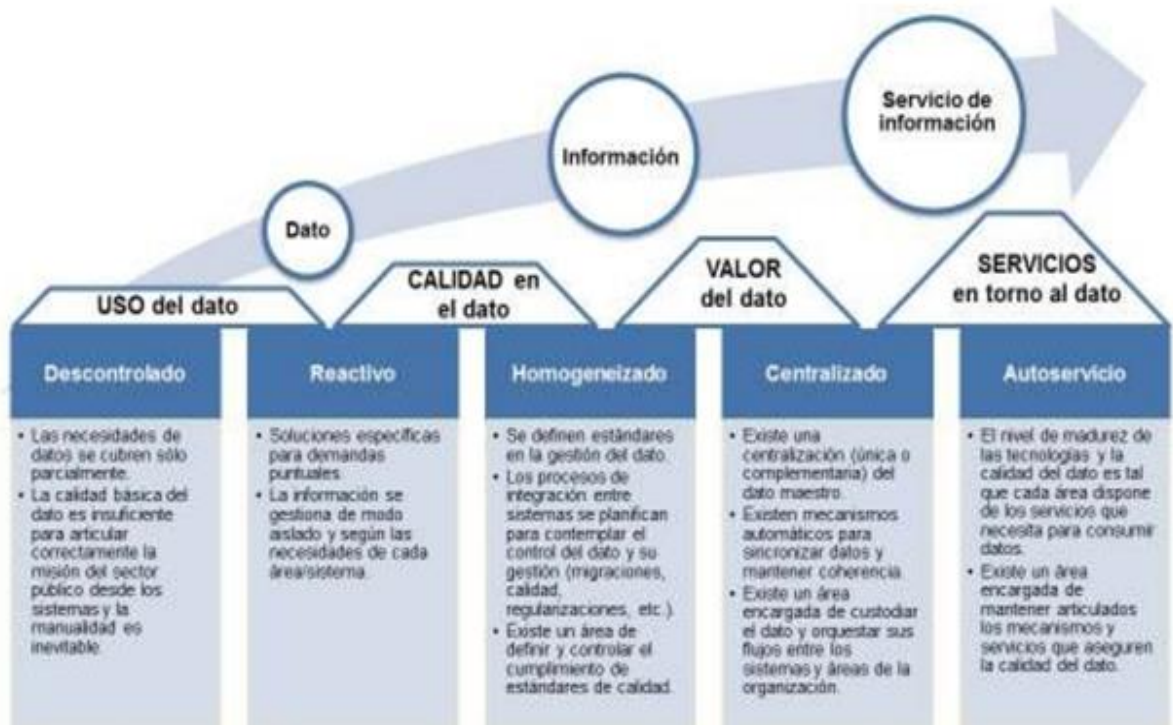 Servicio de
información
Información
Dato
USO del dato
CALIDAD en
el dato
VALOR
del dato
SERVICIOS
en torno al dato
Descontrolado
• Las necesidades de
datos se cubren sólo
parcialmente.
• La calidad básica del
dato es insuficiente
para articular
correctamente la
misión del sector
público desde los
sistemas y la
manualidad es
inevitable.
Reactivo
• Soluciones específicas
para demandas
puntuales.
• La información se
gestiona de modo
aislado y según las
necesidades de cada
área/sistema.
Homogeneizado
• Se definen estándares
en la gestión del dato.
• Los procesos de
integración entre
sistemas se planifican
para contemplar el
control del dato y su
gestión (migraciones,
calidad,
regularizaciones, etc.)
• Existe un área de
definir y controlar el
cumplimiento de
estándares de calidad.
Centralizado
• Existe una
centralización (única o
complementaria) del
dato maestro.
• Existen mecanismos
automáticos para
sincronizar datos y
mantener coherencia.
• Existe un área
encargada de custodiar
el dato y orquestar sus
flujos entre los
sistemas y áreas de la
organización.
Autoservicio
• El nivel de madurez de
las tecnologías y la
calidad del dato es tal
que cada área dispone
de los servicios que
necesita para consumir
datos.
• Existe un área
encargada de
mantener articulados
los mecanismos y
servicios que aseguren
la calidad del dato.